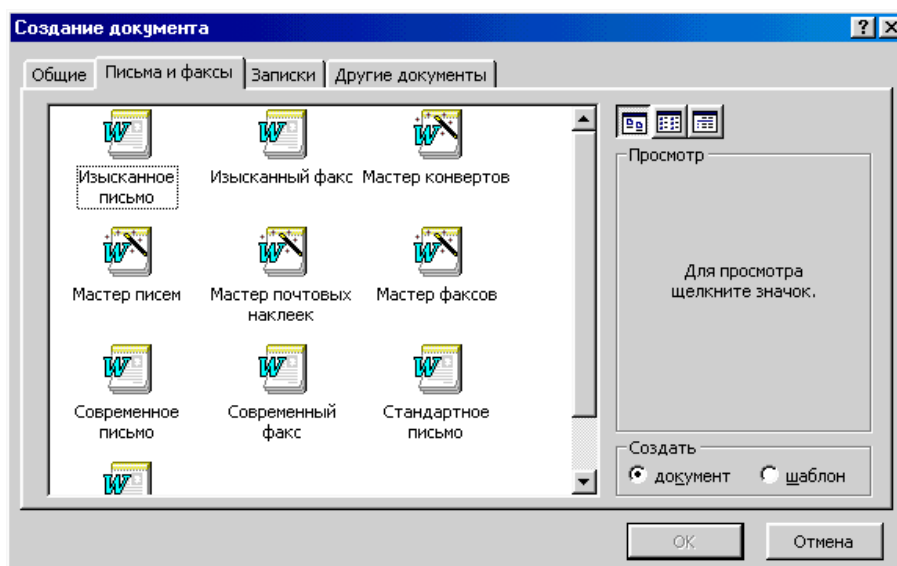 Создание документа
Общие Письма и факсы Записки Другие документы
Изысканное письмо
Изысканный факс
Мастер конвертов
Мастер писем
Мастер почтовых наклеек
Мастер факсов
Современное письмо
Современный факс
Стандартное письмо
Просмотр
Для просмотра
щелкните значок.
Создать
документ шаблон
OK Отмена